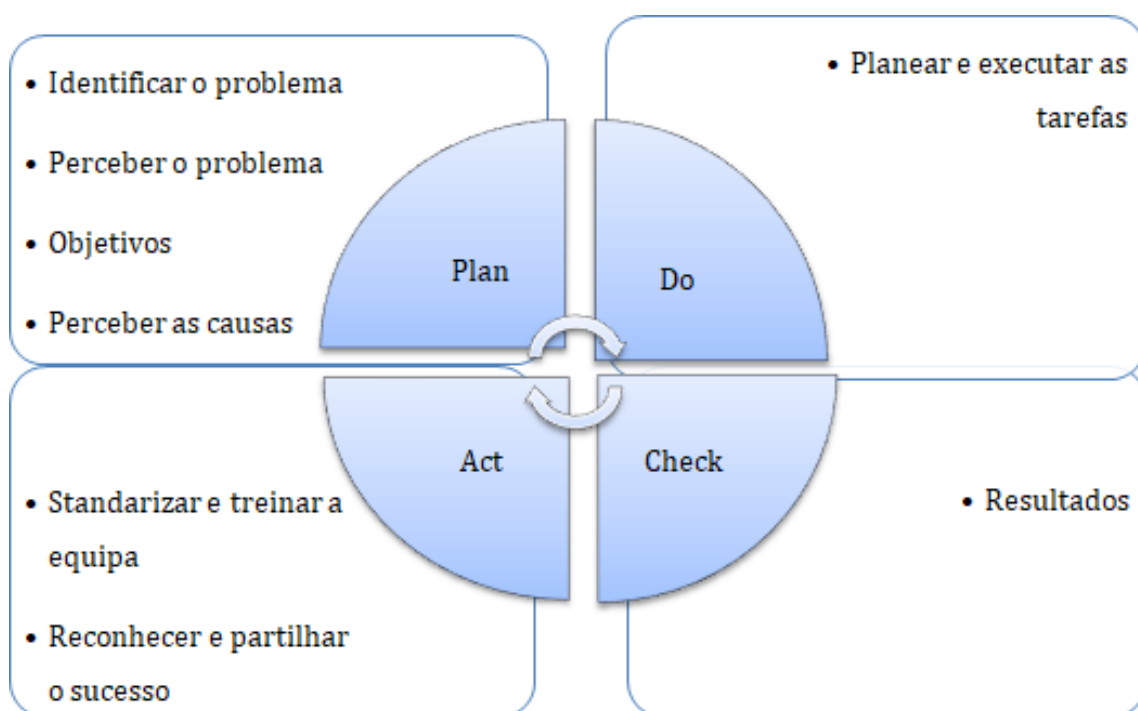 • Identificar o problema
• Perceber o problema
• Objetivos
• Perceber as causas
• Planear e executar as
tarefas
Plan
Do
Act
Check
• Standarizar e treinar a
equipa
• Reconhecer e partilhar
o sucesso
• Resultados